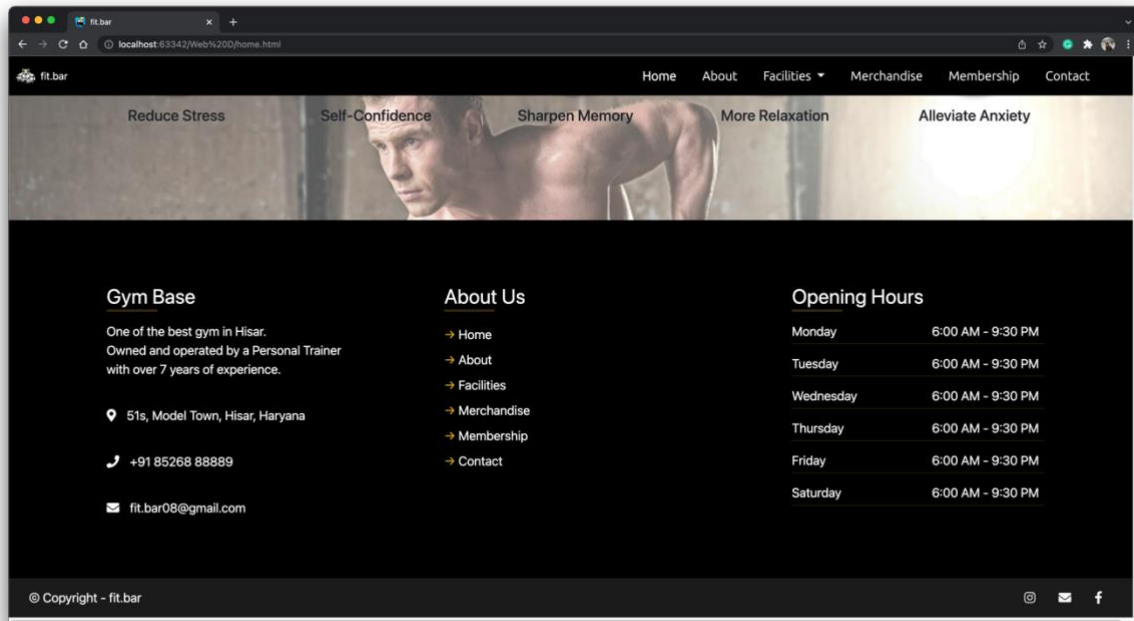 fit.bar
localhost:63342/Web%20D/home.html
fit.bar
Home About Facilities Merchandise Membership Contact
Reduce Stress Self-Confidence Sharpen Memory More Relaxation Alleviate Anxiety
Gym Base
One of the best gym in Hisar.
Owned and operated by a Personal Trainer
with over 7 years of experience.
51s, Model Town, Hisar, Haryana
+91 85268 88889
fit.bar08@gmail.com
About Us
Home
About
Facilities
Merchandise
Membership
Contact
Opening Hours
Monday 6:00 AM - 9:30 PM
Tuesday 6:00 AM - 9:30 PM
Wednesday 6:00 AM - 9:30 PM
Thursday 6:00 AM - 9:30 PM
Friday 6:00 AM - 9:30 PM
Saturday 6:00 AM - 9:30 PM
© Copyright - fit.bar